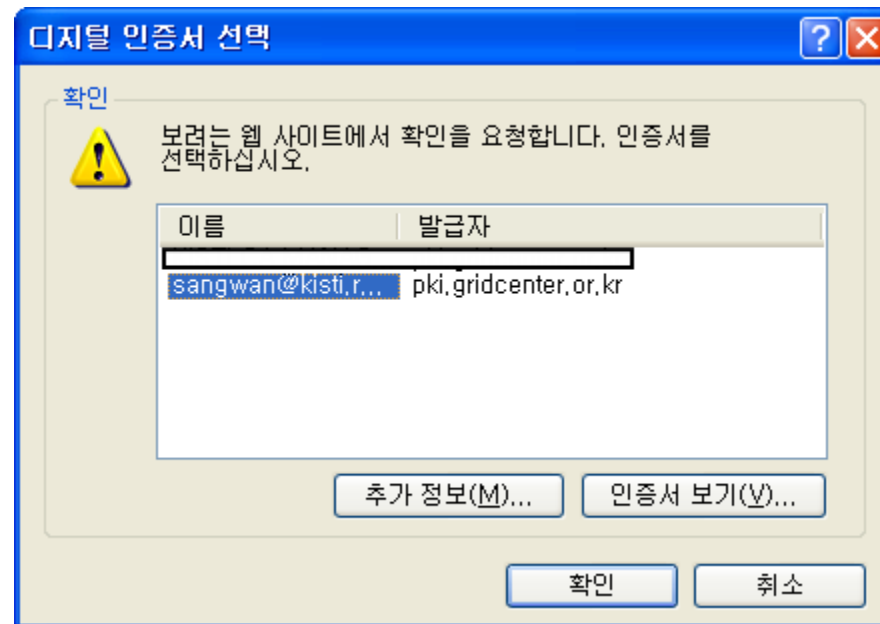 디지털 인증서 선택
확인
보려는 웹 사이트에서 확인을 요청합니다. 인증서를
선택하십시오.
이름 발급자
sangwan@kisti.r... pki.gridcenter.or.kr
추가 정보(M)... 인증서 보기(V)...
확인 취소